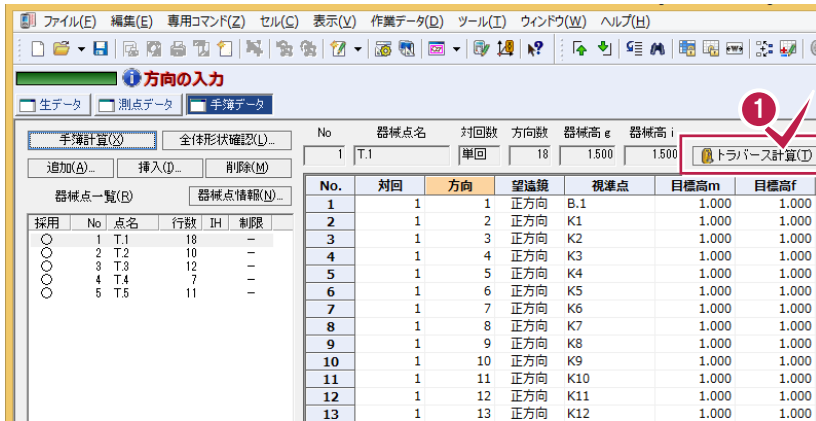 ファイル(F) 編集(E) 専用コマンド(Z) セル(C) 表示(V) 作業データ(D) ツール(T) ウィンドウ(W) ヘルプ(H)
方向の入力
生データ 測点データ 手簿データ
1
手簿計算(X) 全体形状確認(L)...
追加(A)... 挿入(I)... 削除(M)
器械点一覧(R) 器械点情報(N)...
採用 No 点名 行数 IH 制限
○ 1 T.1 18 －
○ 2 T.2 10 －
○ 3 T.3 12 －
○ 4 T.4 7 －
○ 5 T.5 11 －
No 器械点名 対回数 方向数 器械高 g 器械高 i
1 T.1 単回 18 1.500 1.500 トラバース計算(T)
No. 対回 方向 望遠鏡 視準点 目標高m 目標高f
1 1 1 正方向 B.1 1.000 1.000
2 1 2 正方向 K1 1.000 1.000
3 1 3 正方向 K2 1.000 1.000
4 1 4 正方向 K3 1.000 1.000
5 1 5 正方向 K4 1.000 1.000
6 1 6 正方向 K5 1.000 1.000
7 1 7 正方向 K6 1.000 1.000
8 1 8 正方向 K7 1.000 1.000
9 1 9 正方向 K8 1.000 1.000
10 1 10 正方向 K9 1.000 1.000
11 1 11 正方向 K10 1.000 1.000
12 1 12 正方向 K11 1.000 1.000
13 1 13 正方向 K12 1.000 1.000